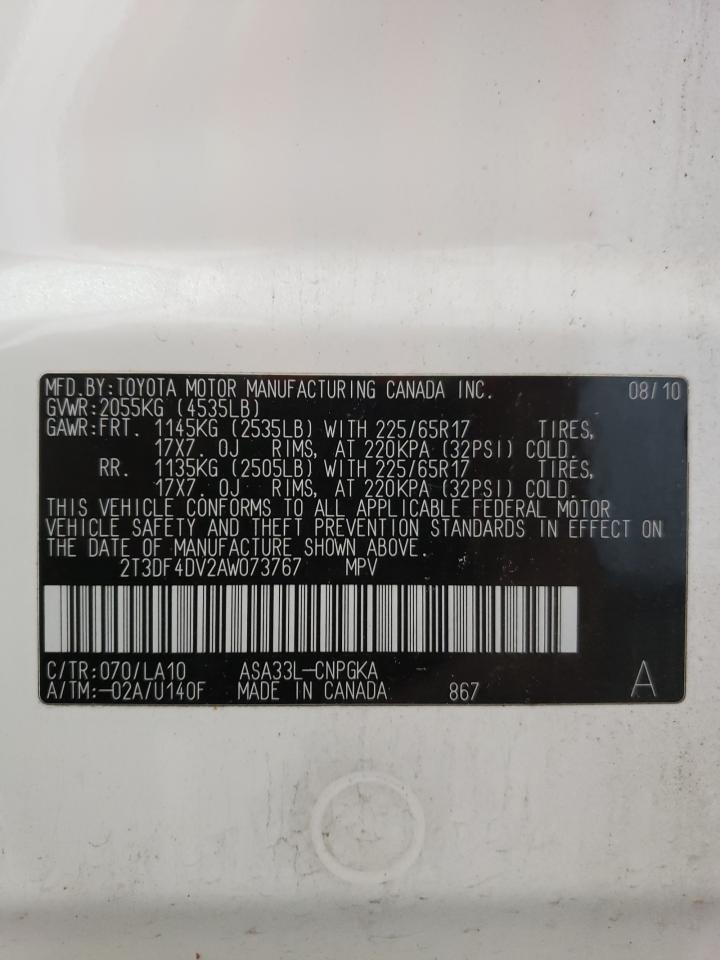 MFD.BY:TOYOTA MOTOR MANUFACTURING CANADA INC. 08/10
GVWR:2055KG (4535LB)
GAWR:FRT. 1145KG (2535LB) WITH 225/65R17 TIRES,
17X7. 0J RIMS, AT 220KPA (32PSI) COLD.
RR. 1135KG (2505LB) WITH 225/65R17 TIRES,
17X7. 0J RIMS, AT 220KPA (32PSI) COLD.
THIS VEHICLE CONFORMS TO ALL APPLICABLE FEDERAL MOTOR
VEHICLE SAFETY AND THEFT PREVENTION STANDARDS IN EFFECT ON
THE DATE OF MANUFACTURE SHOWN ABOVE.
2T3DF4DV2AW073767 MPV
C/TR:070/LA10 ASA33L-CNPGKA
A/TM:-02A/U140F MADE IN CANADA 867 A